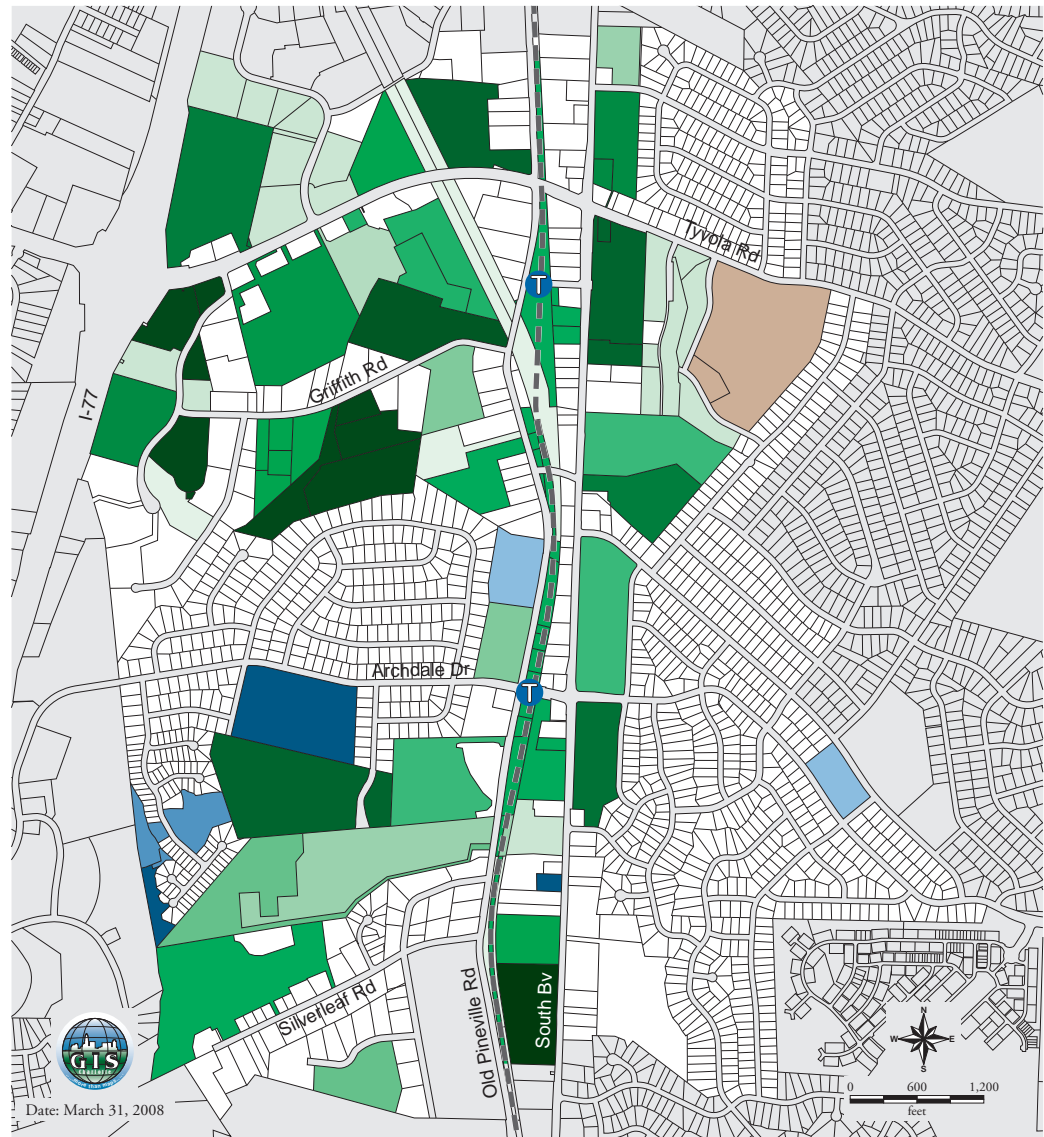 Tyvola Rd
T
I-77
Griffith Rd
Archdale Dr
T
Silverleaf Rd
Old Pineville Rd
South Bv
N
W
E
S
GIS
Date: March 31, 2008
0 600 1,200
feet